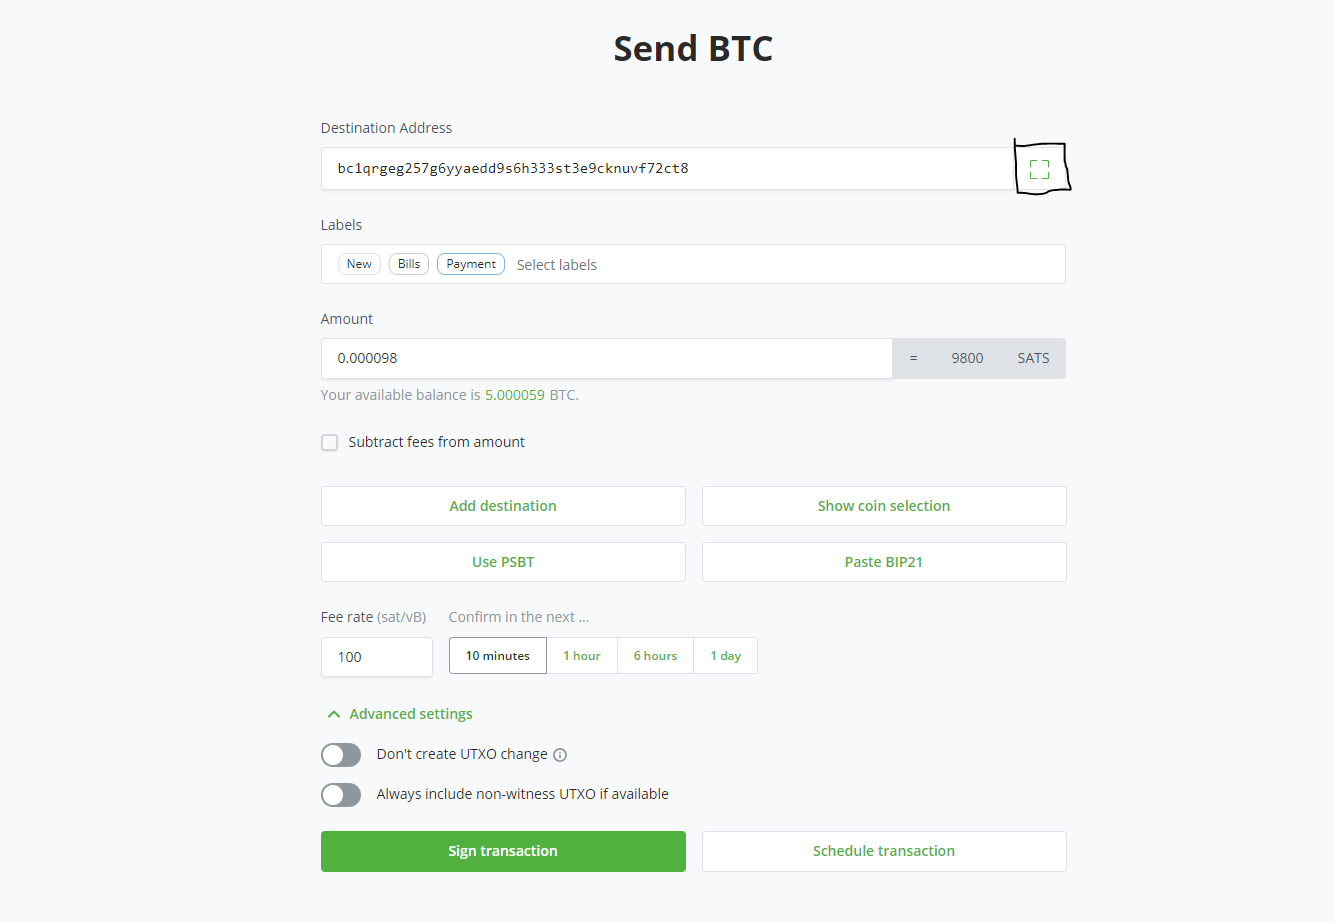 Send BTC
Destination Address
bc1qrgeg257g6yyaedd9s6h333st3e9cknuvf72ct8
Labels
New Bills Payment Select labels
Amount
0.000098 = 9800 SATS
Your available balance is 5.000059 BTC.
Subtract fees from amount
Add destination Show coin selection
Use PSBT Paste BIP21
Fee rate (sat/vB) Confirm in the next ...
100 10 minutes 1 hour 6 hours 1 day
Advanced settings
Don't create UTXO change
Always include non-witness UTXO if available
Sign transaction Schedule transaction